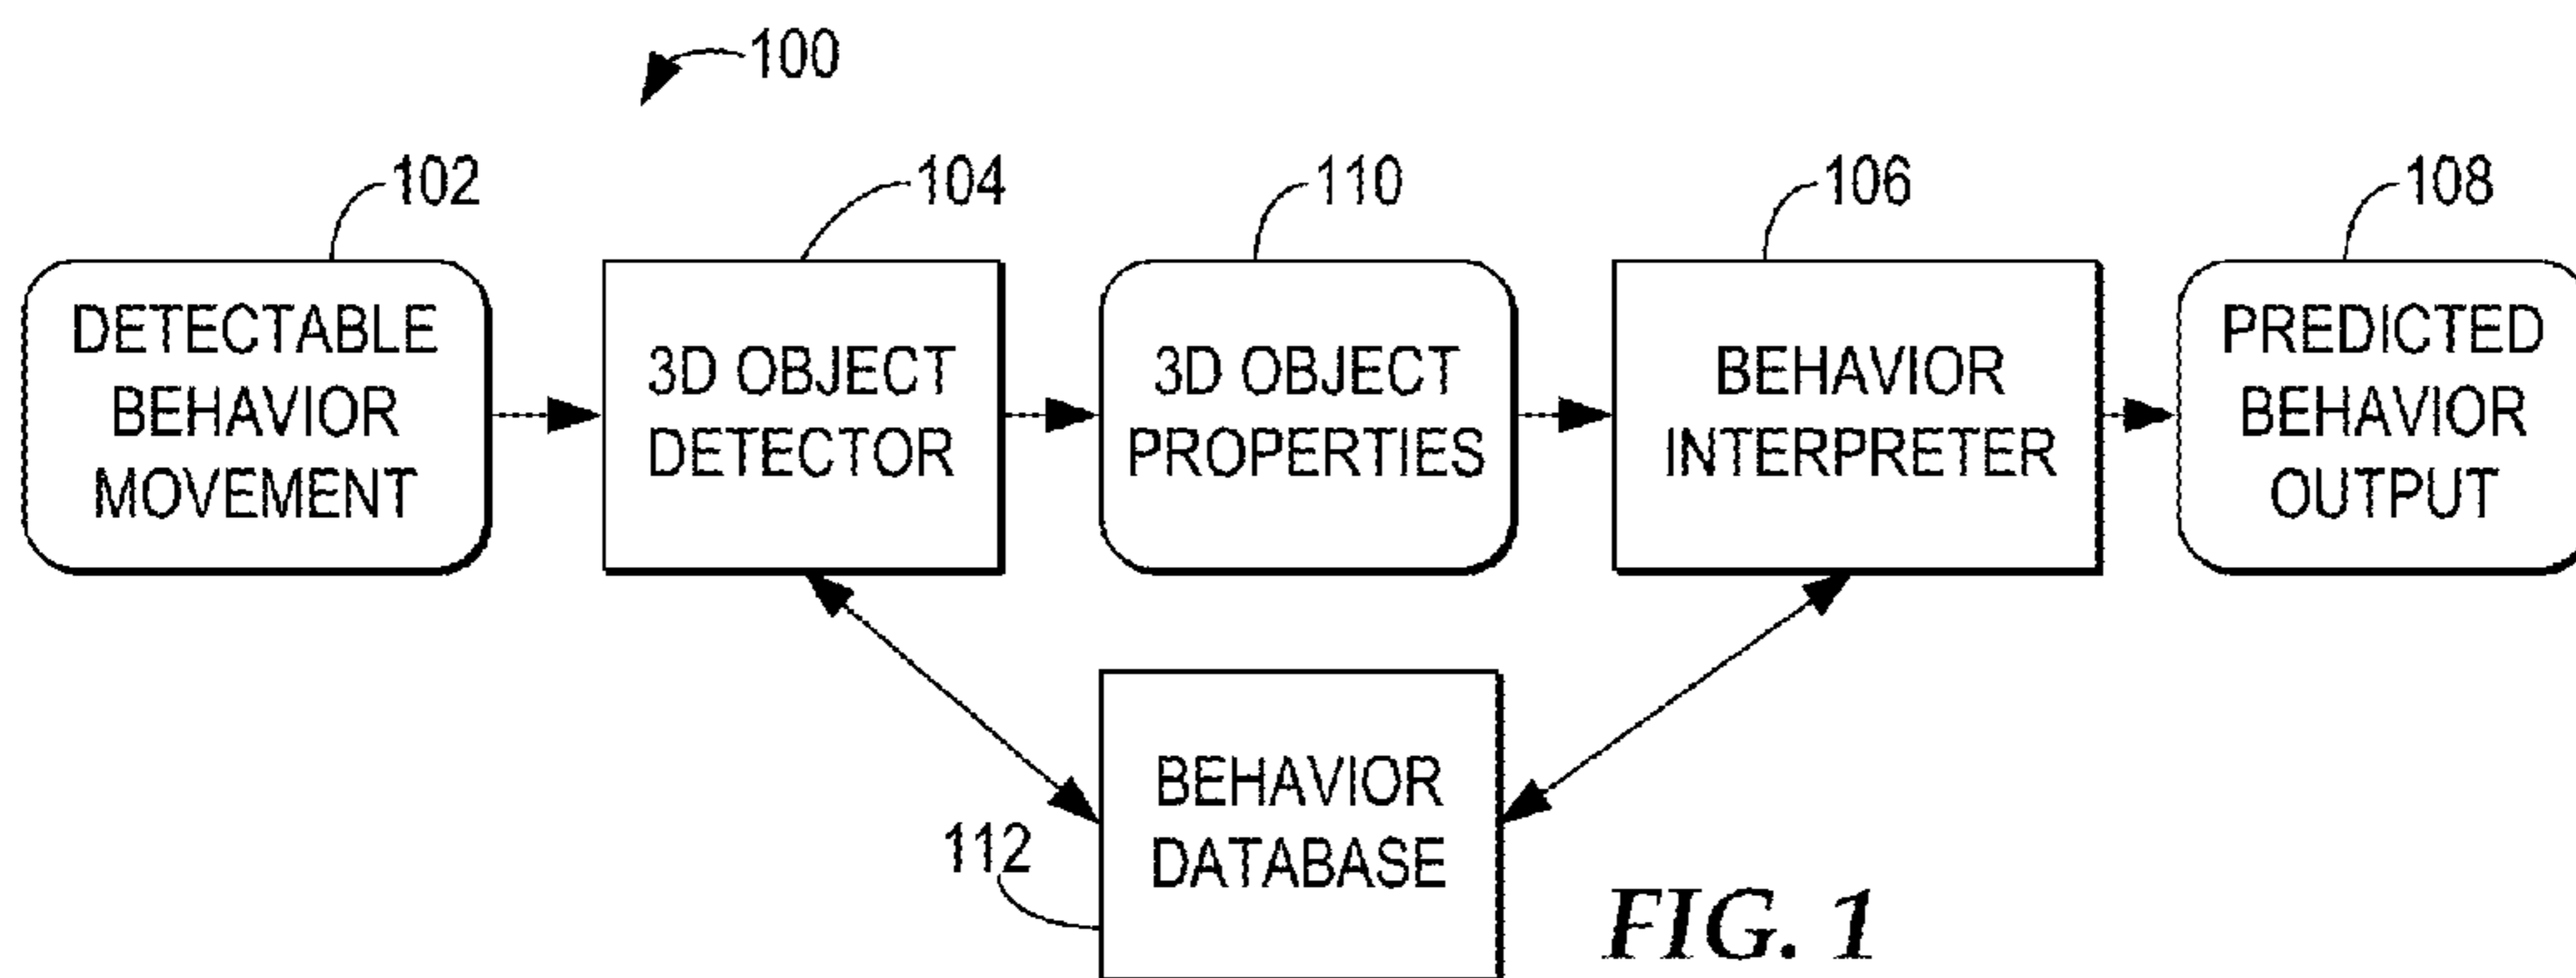 100
102
104
110
106
108
DETECTABLE
BEHAVIOR
MOVEMENT
3D OBJECT
DETECTOR
3D OBJECT
PROPERTIES
BEHAVIOR
INTERPRETER
PREDICTED
BEHAVIOR
OUTPUT
112
BEHAVIOR
DATABASE
FIG. 1